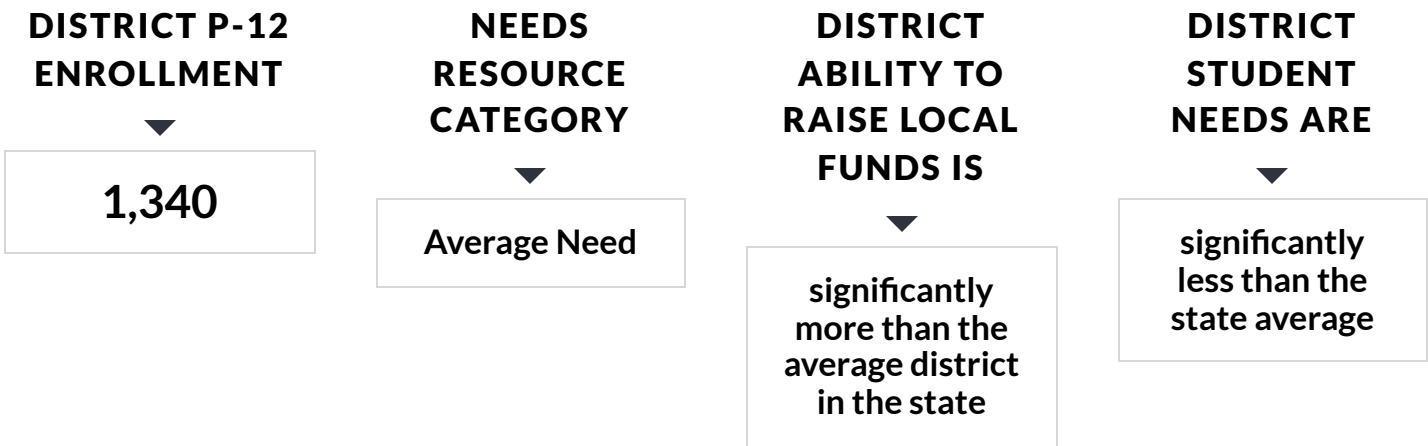 DISTRICT P-12
ENROLLMENT
1,340
NEEDS
RESOURCE
CATEGORY
Average Need
DISTRICT
ABILITY TO
RAISE LOCAL
FUNDS IS
significantly
more than the
average district
in the state
DISTRICT
STUDENT
NEEDS ARE
significantly
less than the
state average